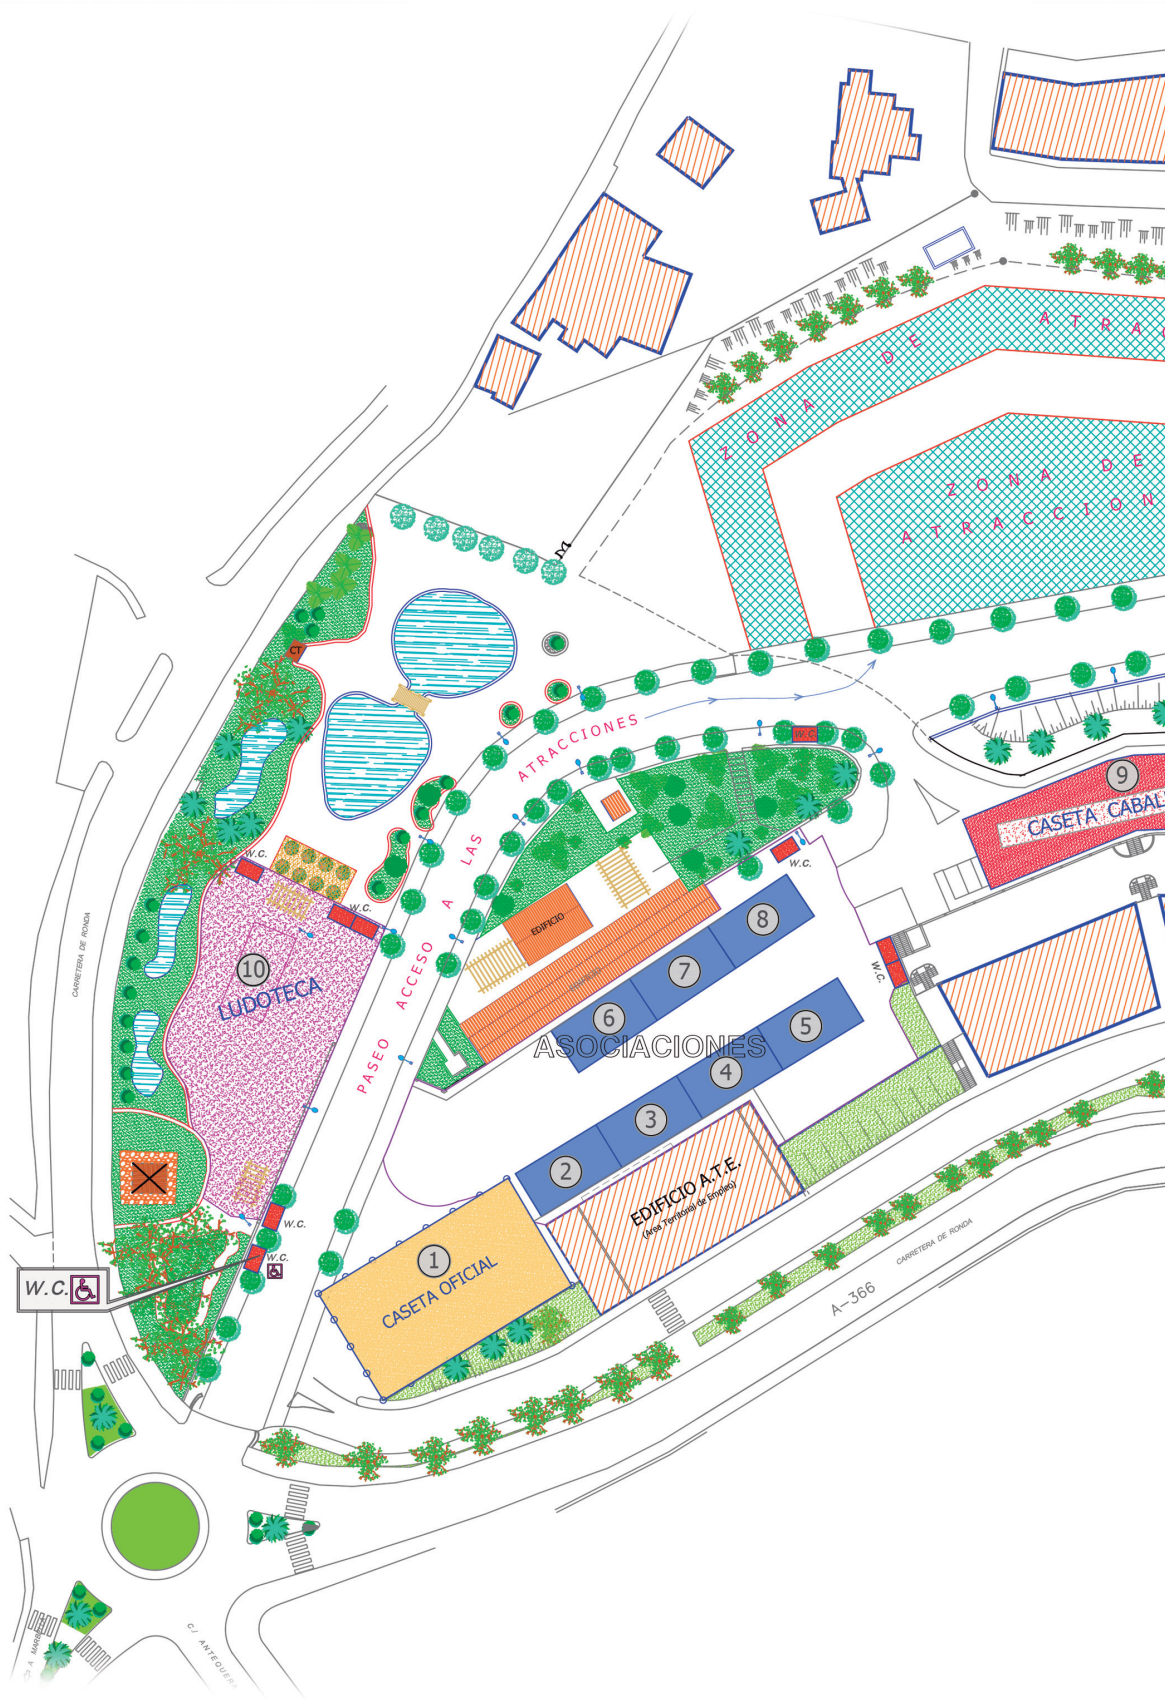 ZONA DE ATRAC
ZONA DE
ATRACCION
CT
PASEO ACCESO A LAS ATRACCIONES
W.C.
9
CASETA CABAL
W.C.
W.C.
W.C.
EDIFICIO
8
7
6
ASOCIACIONES
5
4
3
2
W.C.
10
LUDOTECA
CARRETERA DE RONDA
EDIFICIO A.T.E.
(Area Territorial de Empleo)
1
CASETA OFICIAL
W.C.
W.C.
W.C.
CARRETERA DE RONDA
A-366
C/ ANTEQUERA